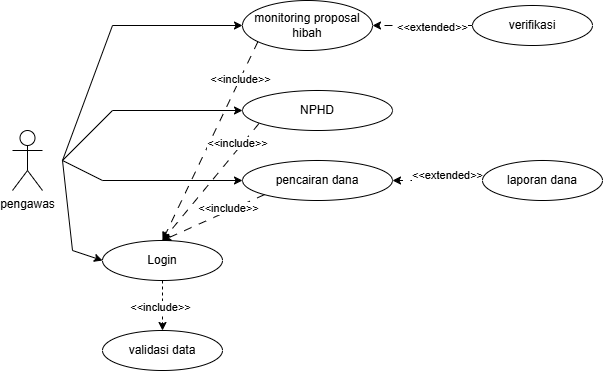 monitoring proposal
hibah
<<extended>>
verifikasi
<<include>>
NPHD
<<include>>
pengawas
pencairan dana
<<extended>>
laporan dana
<<include>>
Login
<<include>>
validasi data